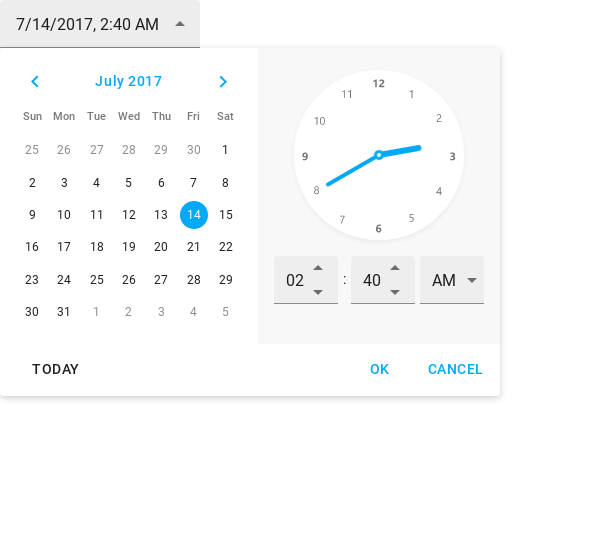 7/14/2017, 2:40 AM
July 2017
Sun Mon Tue Wed Thu Fri Sat
25 26 27 28 29 30 1
2 3 4 5 6 7 8
9 10 11 12 13 14 15
16 17 18 19 20 21 22
23 24 25 26 27 28 29
30 31 1 2 3 4 5
12
11 1
10 2
9 3
8 4
7 5
6
02 : 40 AM
TODAY OK CANCEL